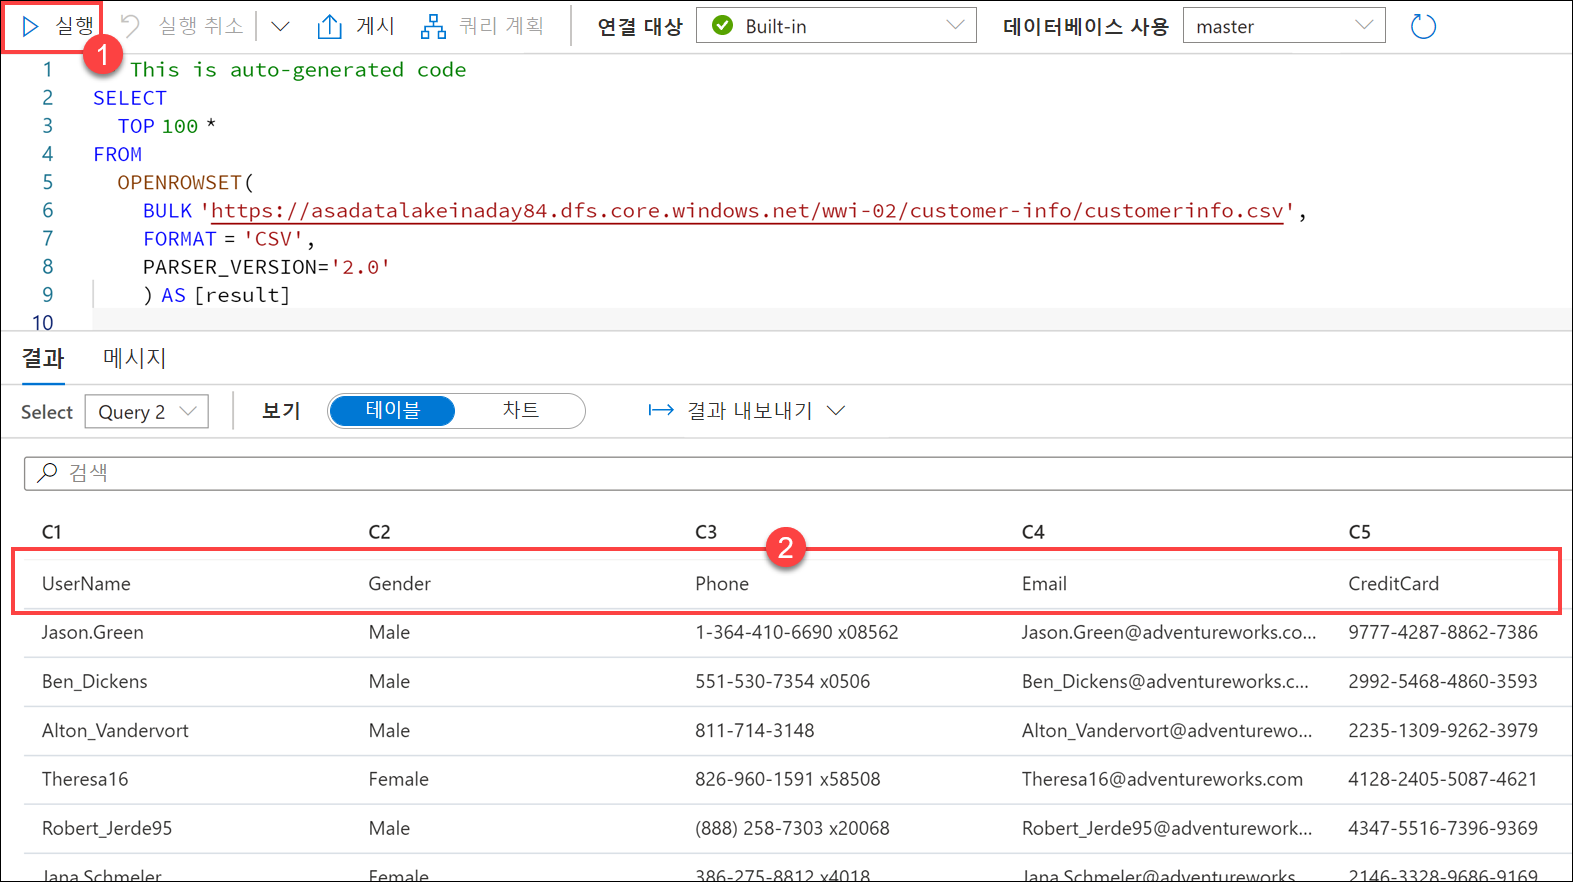 실행 실행 취소 게시 쿼리 계획 연결 대상 Built-in 데이터베이스 사용 master
1
1 This is auto-generated code
2 SELECT
3 TOP 100 *
4 FROM
5 OPENROWSET(
6 BULK 'https://asadatalakeinaday84.dfs.core.windows.net/wwi-02/customer-info/customerinfo.csv',
7 FORMAT = 'CSV',
8 PARSER_VERSION='2.0'
9 ) AS [result]
10
결과 메시지
Select Query 2 보기 테이블 차트 결과 내보내기
검색
C1 C2 C3 C4 C5
2
UserName Gender Phone Email CreditCard
Jason.Green Male 1-364-410-6690 x08562 Jason.Green@adventureworks.co... 9777-4287-8862-7386
Ben_Dickens Male 551-530-7354 x0506 Ben_Dickens@adventureworks.c... 2992-5468-4860-3593
Alton_Vandervort Male 811-714-3148 Alton_Vandervort@adventurewo... 2235-1309-9262-3979
Theresa16 Female 826-960-1591 x58508 Theresa16@adventureworks.com 4128-2405-5087-4621
Robert_Jerde95 Male (888) 258-7303 x20068 Robert_Jerde95@adventurework... 4347-5516-7396-9369
Jana.Schmeler Female 386-275-8812 x4018 Jana.Schmeler@adventureworks 2146-3328-9686-9169